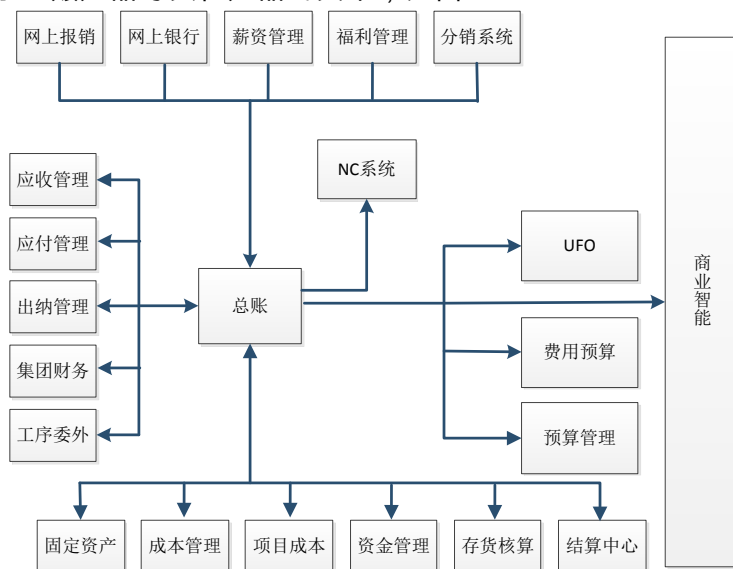 网上报销
网上银行
薪资管理
福利管理
分销系统
NC系统
应收管理
应付管理
出纳管理
集团财务
工序委外
总账
UFO
费用预算
预算管理
商业智能
固定资产
成本管理
项目成本
资金管理
存货核算
结算中心